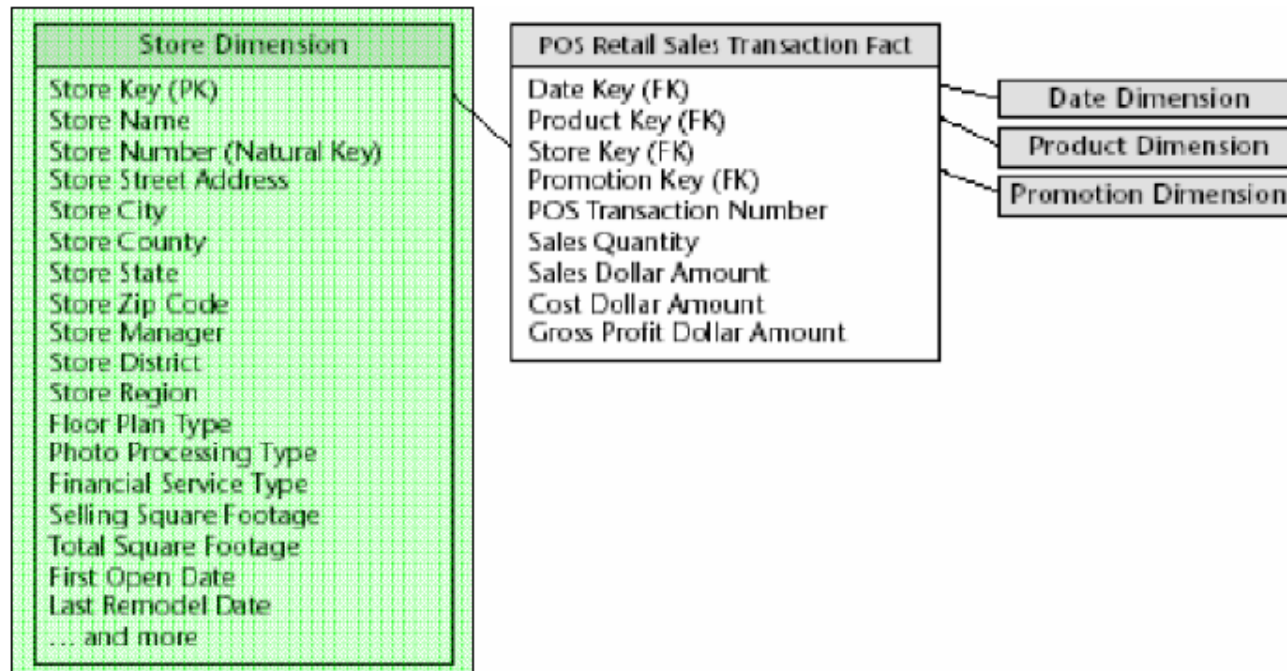 Store Dimension
Store Key (PK)
Store Name
Store Number (Natural Key)
Store Street Address
Store City
Store County
Store State
Store Zip Code
Store Manager
Store District
Store Region
Floor Plan Type
Photo Processing Type
Financial Service Type
Selling Square Footage
Total Square Footage
First Open Date
Last Remodel Date
... and more
POS Retail Sales Transaction Fact
Date Key (FK)
Product Key (FK)
Store Key (FK)
Promotion Key (FK)
POS Transaction Number
Sales Quantity
Sales Dollar Amount
Cost Dollar Amount
Gross Profit Dollar Amount
Date Dimension
Product Dimension
Promotion Dimension